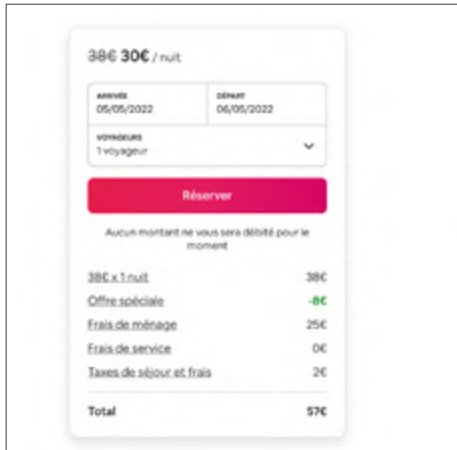 38€ 30€ / nuit
ARRIVÉE DÉPART
05/05/2022 06/05/2022
VOYAGEURS
1 voyageur
Réserver
Aucun montant ne vous sera débité pour le
moment
38€ x 1 nuit 38€
Offre spéciale -8€
Frais de ménage 25€
Frais de service 0€
Taxes de séjour et frais 2€
Total 57€